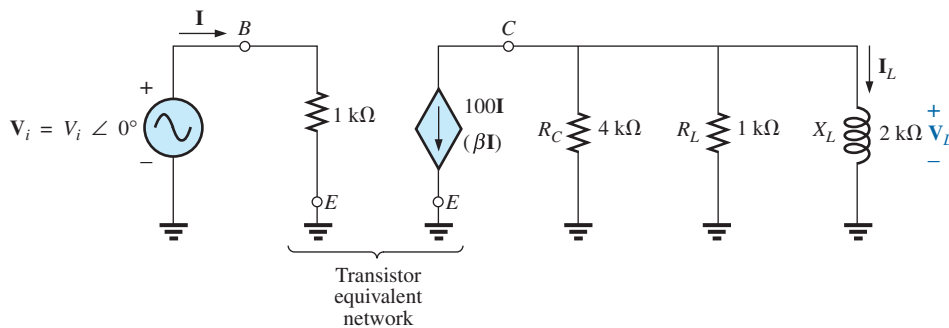 I
B
C
+
V_i = V_i ∠ 0°
–
1 kΩ
E
100I
(βI)
E
R_C
4 kΩ
R_L
1 kΩ
I_L
X_L
2 kΩ
+
V_L
–
Transistor
equivalent
network